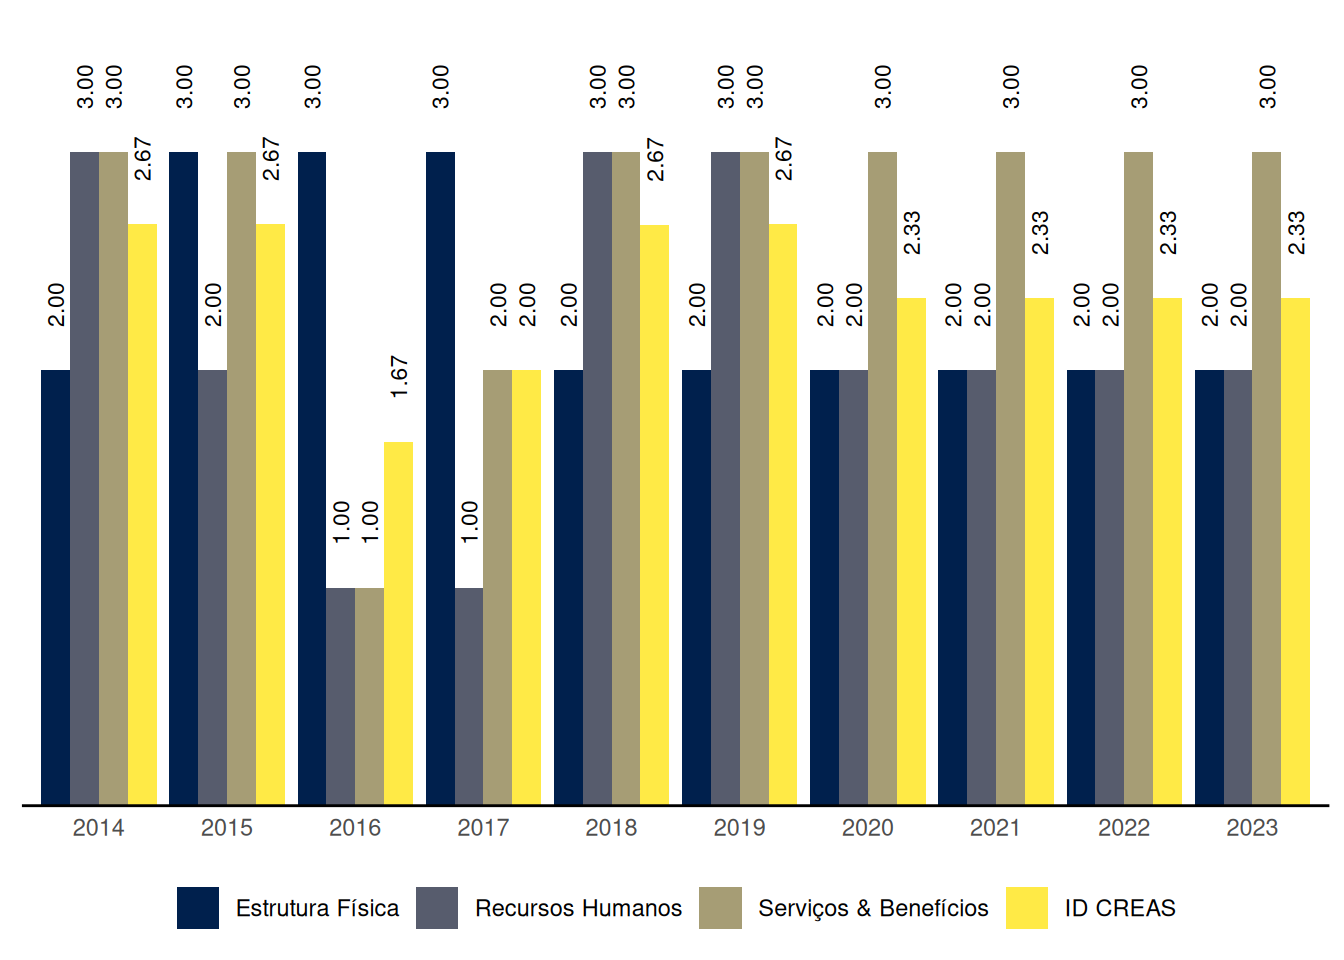 3.00 3.00 3.00 3.00 3.00 3.00 3.00 3.00 3.00 3.00 3.00 3.00 3.00 3.00
2.67 2.67 2.67 2.67
2.33 2.33 2.33 2.33
2.00 2.00 2.00 2.00 2.00 2.00 2.00 2.00 2.00 2.00 2.00 2.00 2.00 2.00
1.67
1.00 1.00 1.00
2014 2015 2016 2017 2018 2019 2020 2021 2022 2023
Estrutura Física Recursos Humanos Serviços & Benefícios ID CREAS